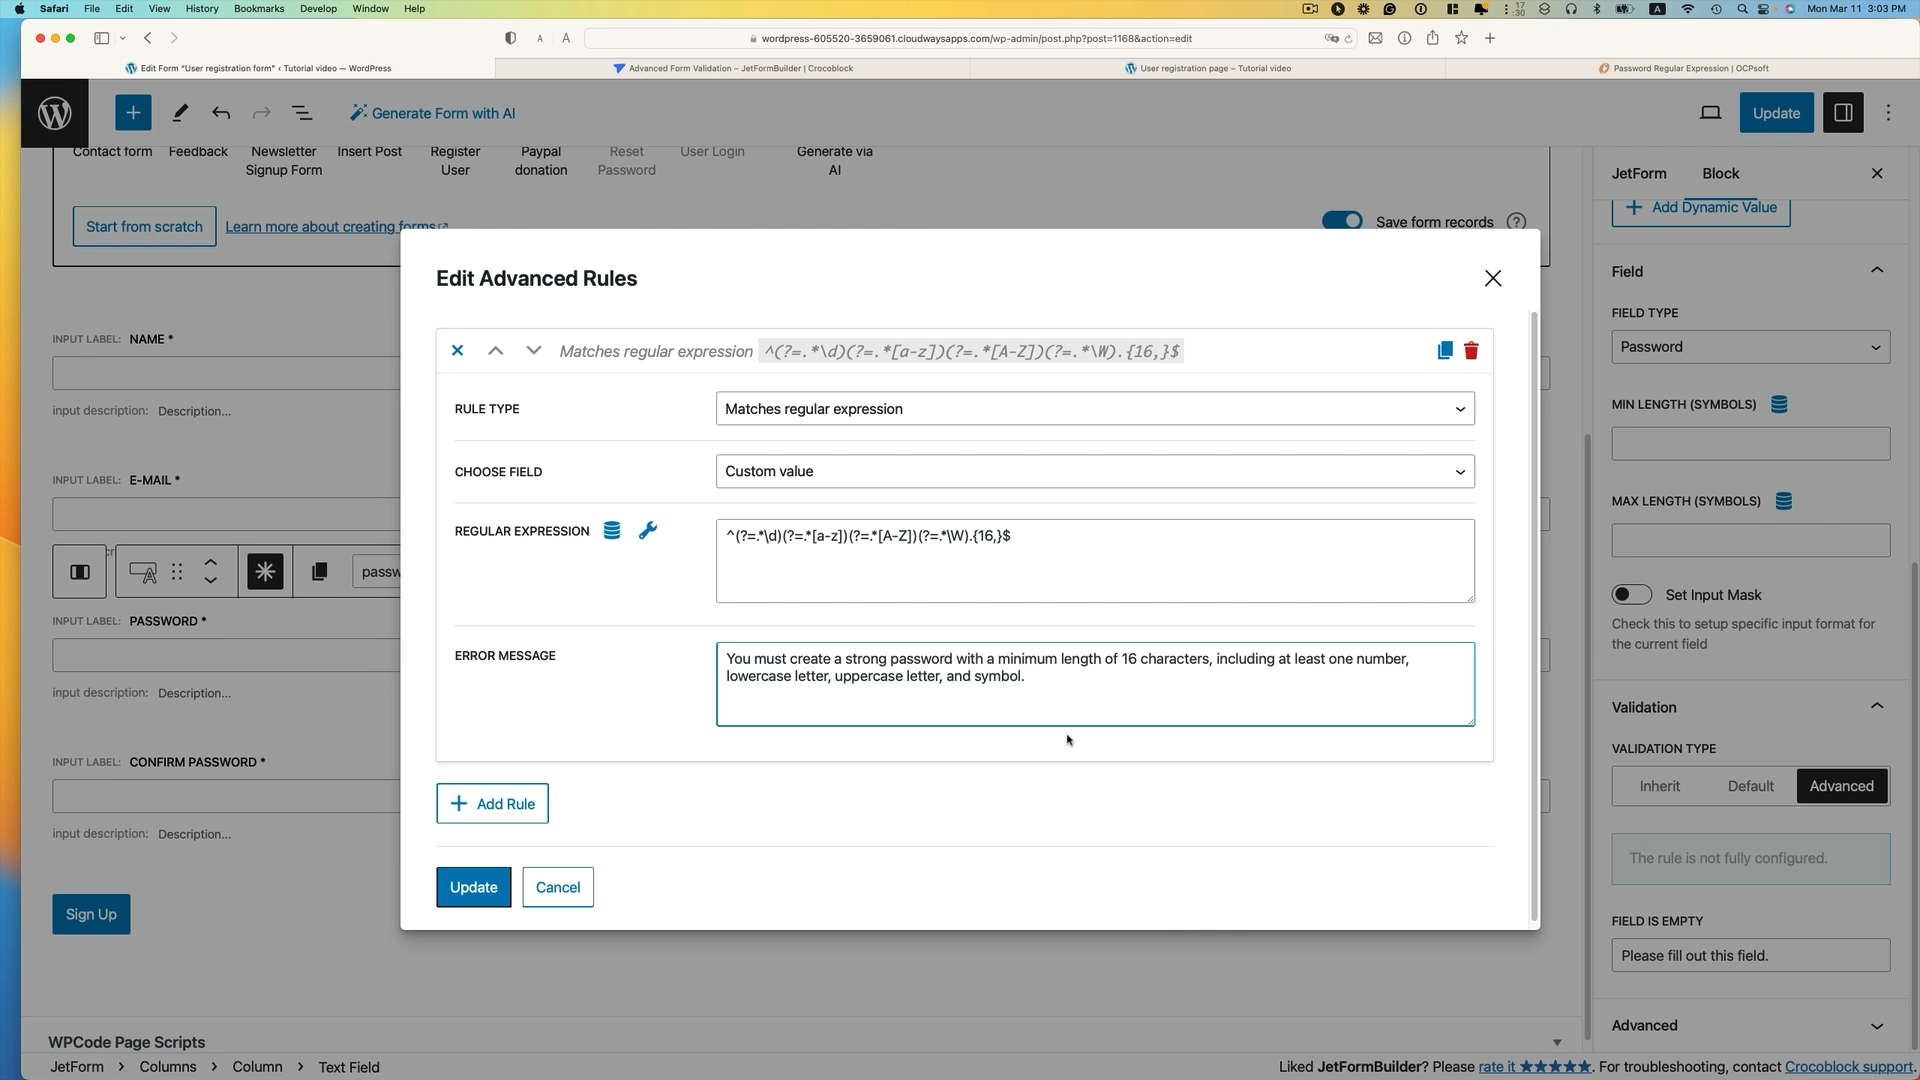 Safari File Edit View History Bookmarks Develop Window Help
17
30
A
Mon Mar 11 3:03 PM
A A
wordpress-605520-3659061.cloudwaysapps.com/wp-admin/post.php?post=1168&action=edit
Edit Form "User registration form" ‹ Tutorial video — WordPress
Advanced Form Validation – JetFormBuilder | Crocoblock
User registration page – Tutorial video
Password Regular Expression | OCPsoft
Generate Form with AI
Update
Contact form
Feedback
Newsletter
Signup Form
Insert Post
Register
User
Paypal
donation
Reset
Password
User Login
Generate via
AI
Start from scratch
Learn more about creating forms
Save form records
INPUT LABEL: NAME *
input description: Description...
INPUT LABEL: E-MAIL *
passw
INPUT LABEL: PASSWORD *
input description: Description...
INPUT LABEL: CONFIRM PASSWORD *
input description: Description...
Sign Up
WPCode Page Scripts
JetForm > Columns > Column > Text Field
Edit Advanced Rules
Matches regular expression ^(?=.*\d)(?=.*[a-z])(?=.*[A-Z])(?=.*\W).{16,}$
RULE TYPE
Matches regular expression
CHOOSE FIELD
Custom value
REGULAR EXPRESSION
^(?=.*\d)(?=.*[a-z])(?=.*[A-Z])(?=.*\W).{16,}$
ERROR MESSAGE
You must create a strong password with a minimum length of 16 characters, including at least one number,
lowercase letter, uppercase letter, and symbol.
Add Rule
Update
Cancel
JetForm
Block
Add Dynamic Value
Field
FIELD TYPE
Password
MIN LENGTH (SYMBOLS)
MAX LENGTH (SYMBOLS)
Set Input Mask
Check this to setup specific input format for
the current field
Validation
VALIDATION TYPE
Inherit
Default
Advanced
The rule is not fully configured.
FIELD IS EMPTY
Please fill out this field.
Advanced
Liked JetFormBuilder? Please rate it ★★★★★. For troubleshooting, contact Crocoblock support.